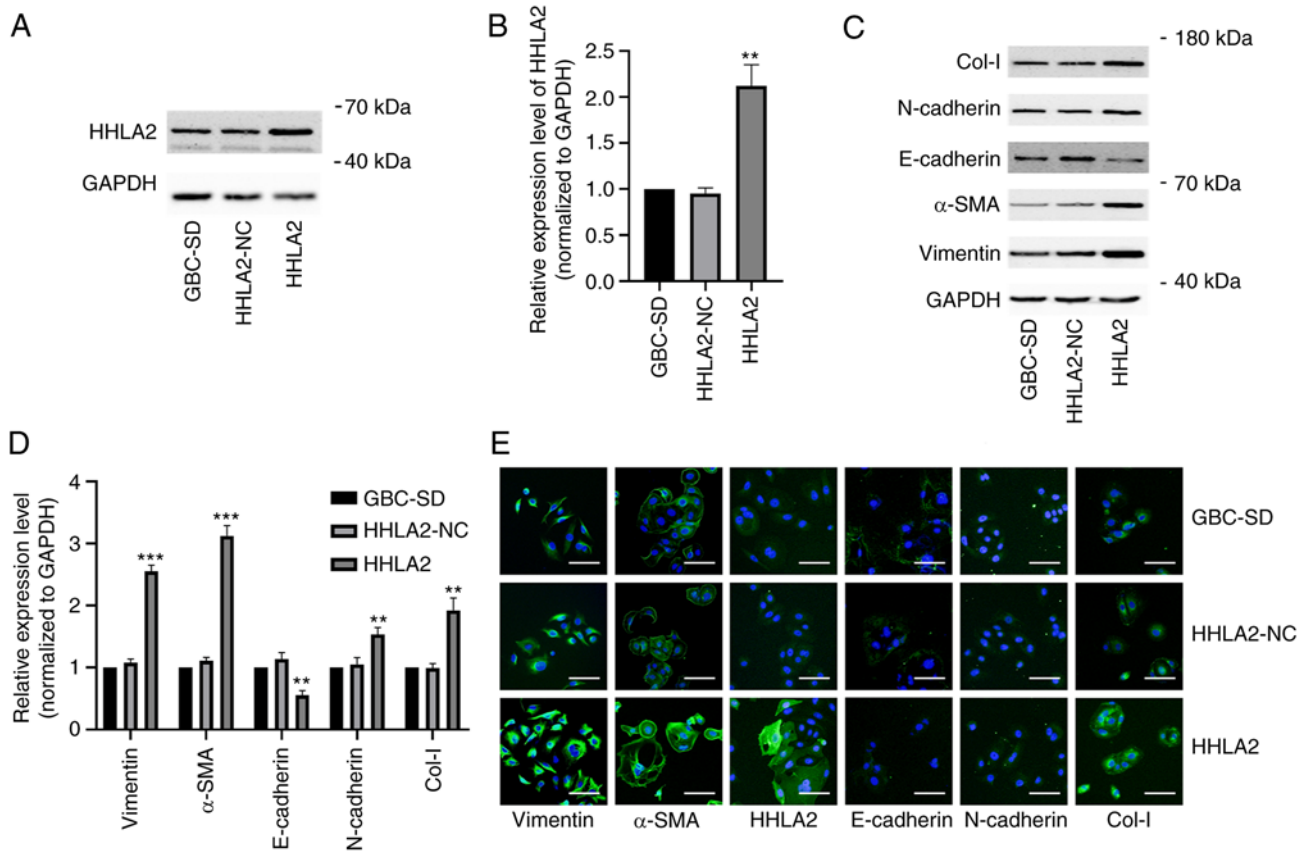 A
-70 kDa
HHLA2
- 40 kDa
GAPDH
GBC-SD
HHLA2-NC
HHLA2
B
Relative expression level of HHLA2
(normalized to GAPDH)
2.5
2.0
1.5
1.0
0.5
0.0
**
GBC-SD
HHLA2-NC
HHLA2
C
- 180 kDa
Col-I
N-cadherin
E-cadherin
- 70 kDa
α-SMA
Vimentin
- 40 kDa
GAPDH
GBC-SD
HHLA2-NC
HHLA2
D
Relative expression level
(normalized to GAPDH)
4
3
2
1
0
GBC-SD
HHLA2-NC
HHLA2
***
***
**
**
**
Vimentin
α-SMA
E-cadherin
N-cadherin
Col-I
E
GBC-SD
HHLA2-NC
HHLA2
Vimentin α-SMA HHLA2 E-cadherin N-cadherin Col-I